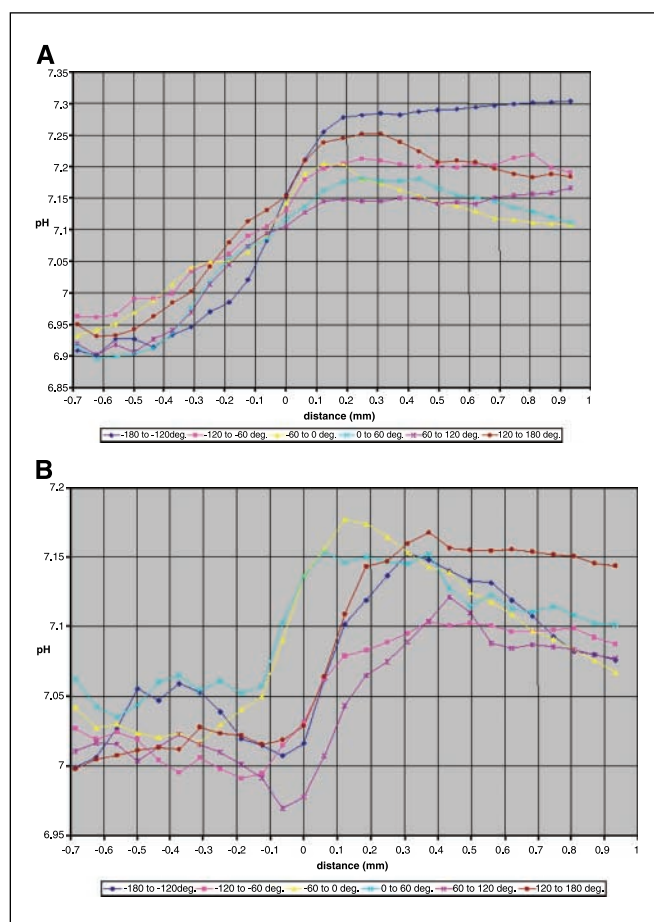 A
7.35
7.3
7.25
7.2
7.15
pH
7.1
7.05
7
6.95
6.9
6.85
-0.7 -0.6 -0.5 -0.4 -0.3 -0.2 -0.1 0 0.1 0.2 0.3 0.4 0.5 0.6 0.7 0.8 0.9 1
distance (mm)
-180 to -120deg. -120 to -60 deg. -60 to 0 deg. 0 to 60 deg. 60 to 120 deg. 120 to 180 deg.
B
7.2
7.15
7.1
pH
7.05
7
6.95
-0.7 -0.6 -0.5 -0.4 -0.3 -0.2 -0.1 0 0.1 0.2 0.3 0.4 0.5 0.6 0.7 0.8 0.9 1
distance (mm)
-180 to -120deg. -120 to -60 deg. -60 to 0 deg. 0 to 60 deg. 60 to 120 deg. 120 to 180 deg.